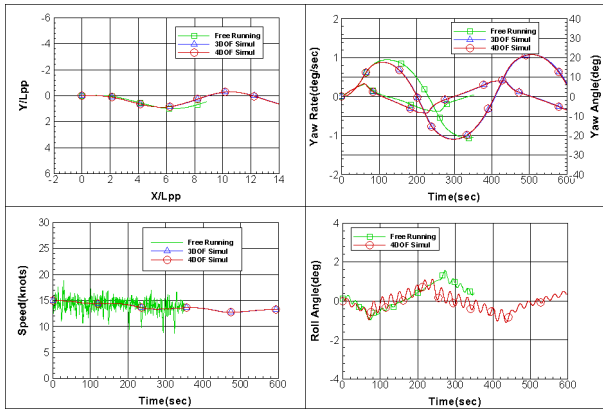 -6
-4
-2
0
2
4
6
Y/Lpp
Free Running
3DOF Simul
4DOF Simul
-2 0 2 4 6 8 10 12 14
X/Lpp
2
1
0
-1
-2
Yaw Rate(deg/sec)
Free Running
3DOF Simul
4DOF Simul
40
30
20
10
0
-10
-20
-30
-40
Yaw Angle(deg)
0 100 200 300 400 500 600
Time(sec)
30
25
20
15
10
5
0
Speed(knots)
Free Running
3DOF Simul
4DOF Simul
0 100 200 300 400 500 600
Time(sec)
4
2
0
-2
-4
Roll Angle(deg)
Free Running
4DOF Simul
0 100 200 300 400 500 600
Time(sec)